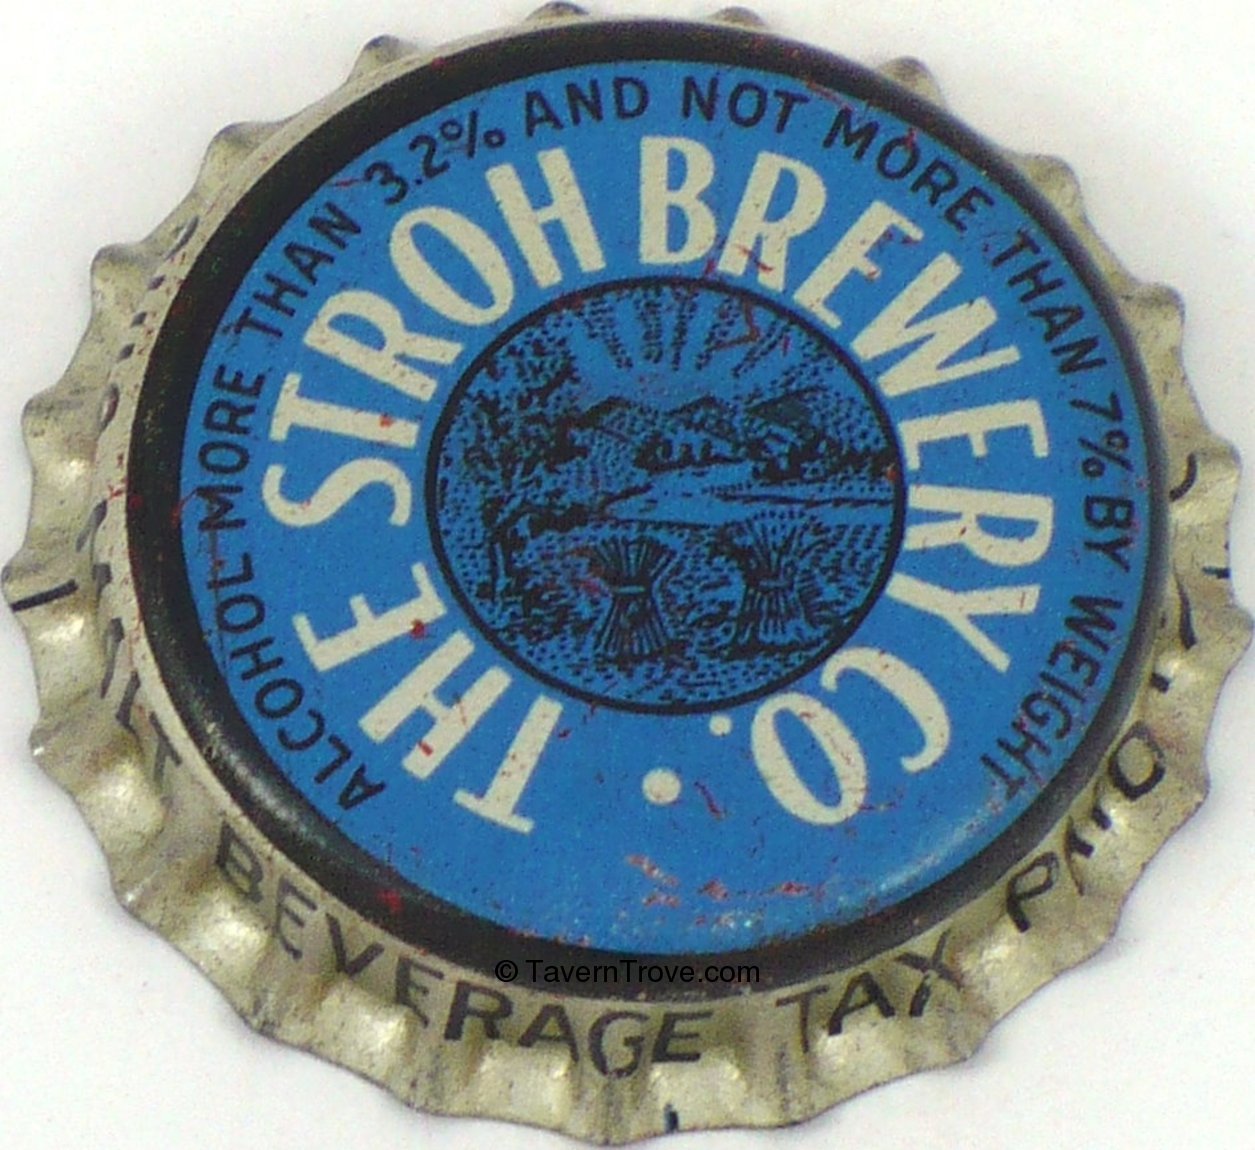 ALCOHOL MORE THAN 3.2% AND NOT MORE THAN 7% BY WEIGHT
THE STROH BREWERY CO. •
BEVERAGE TAX PAID
© TavernTrove.com